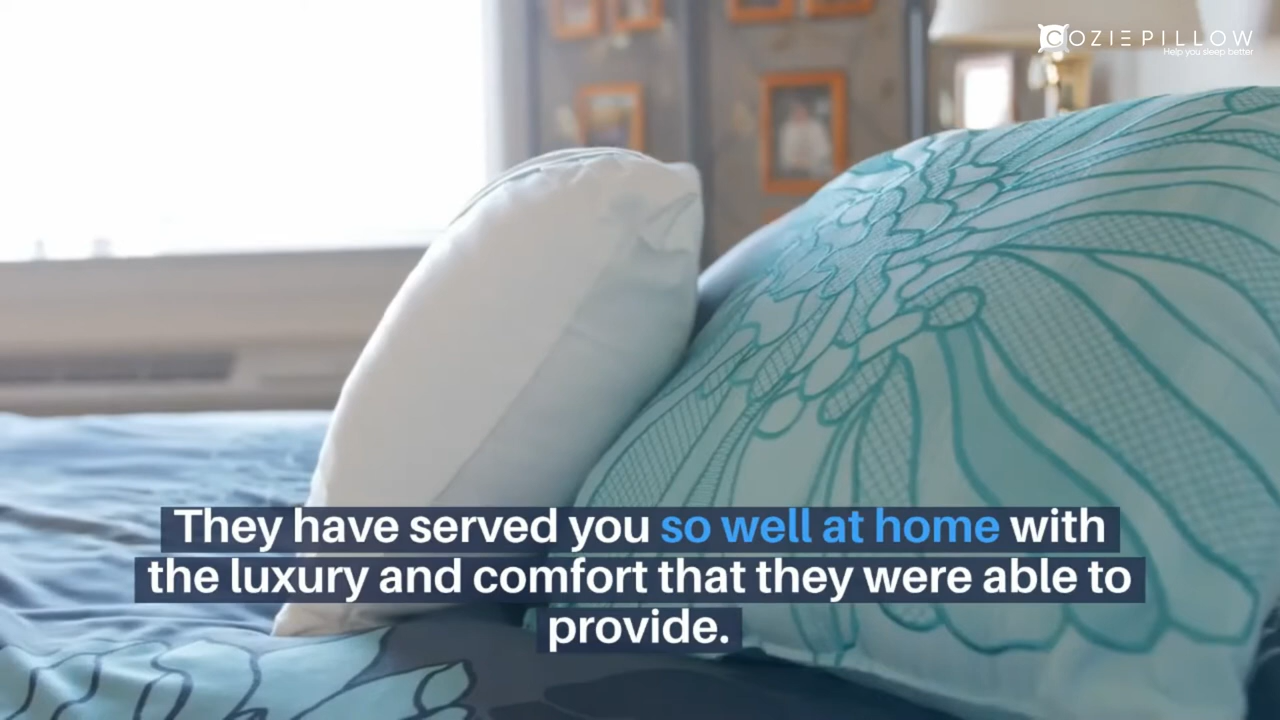 COZIEPILLOW
Help you sleep better
They have served you so well at home with
the luxury and comfort that they were able to
provide.